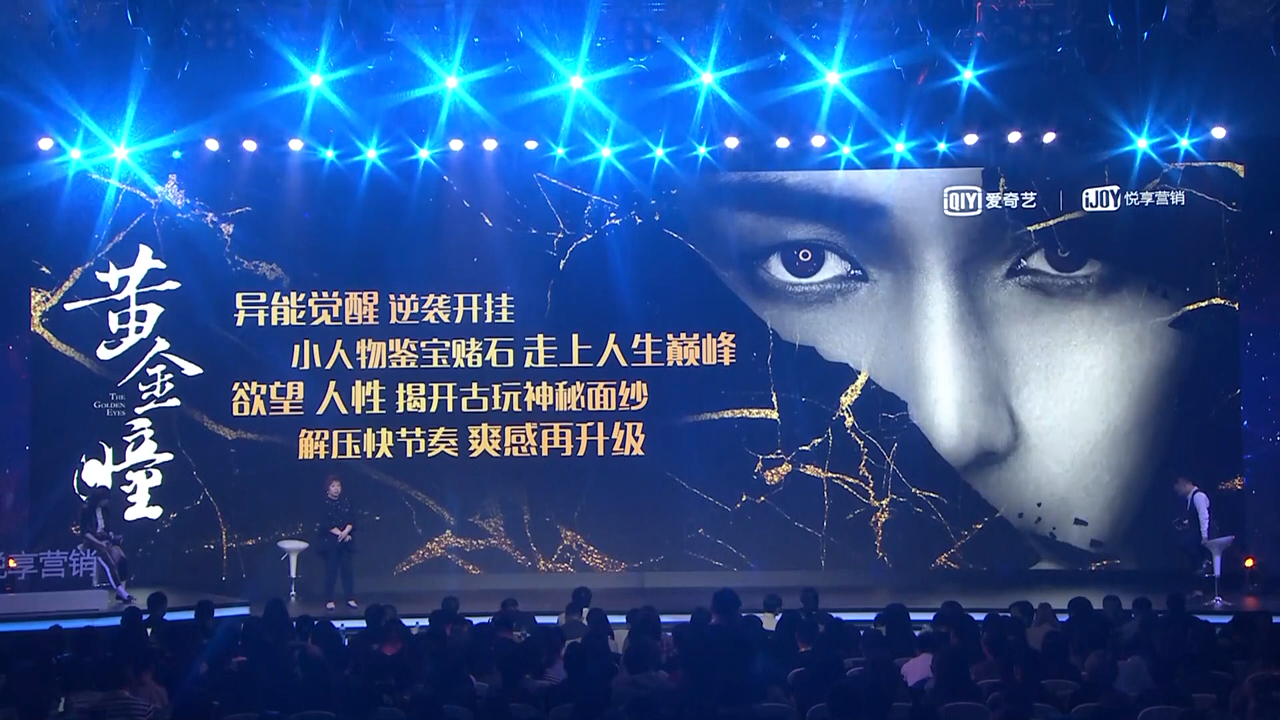 iQIY 爱奇艺 iJOY 悦享营销
黄金瞳
THE
GOLDEN
EYES
异能觉醒 逆袭开挂
小人物鉴宝赌石 走上人生巅峰
欲望 人性 揭开古玩神秘面纱
解压快节奏 爽感再升级
悦享营销